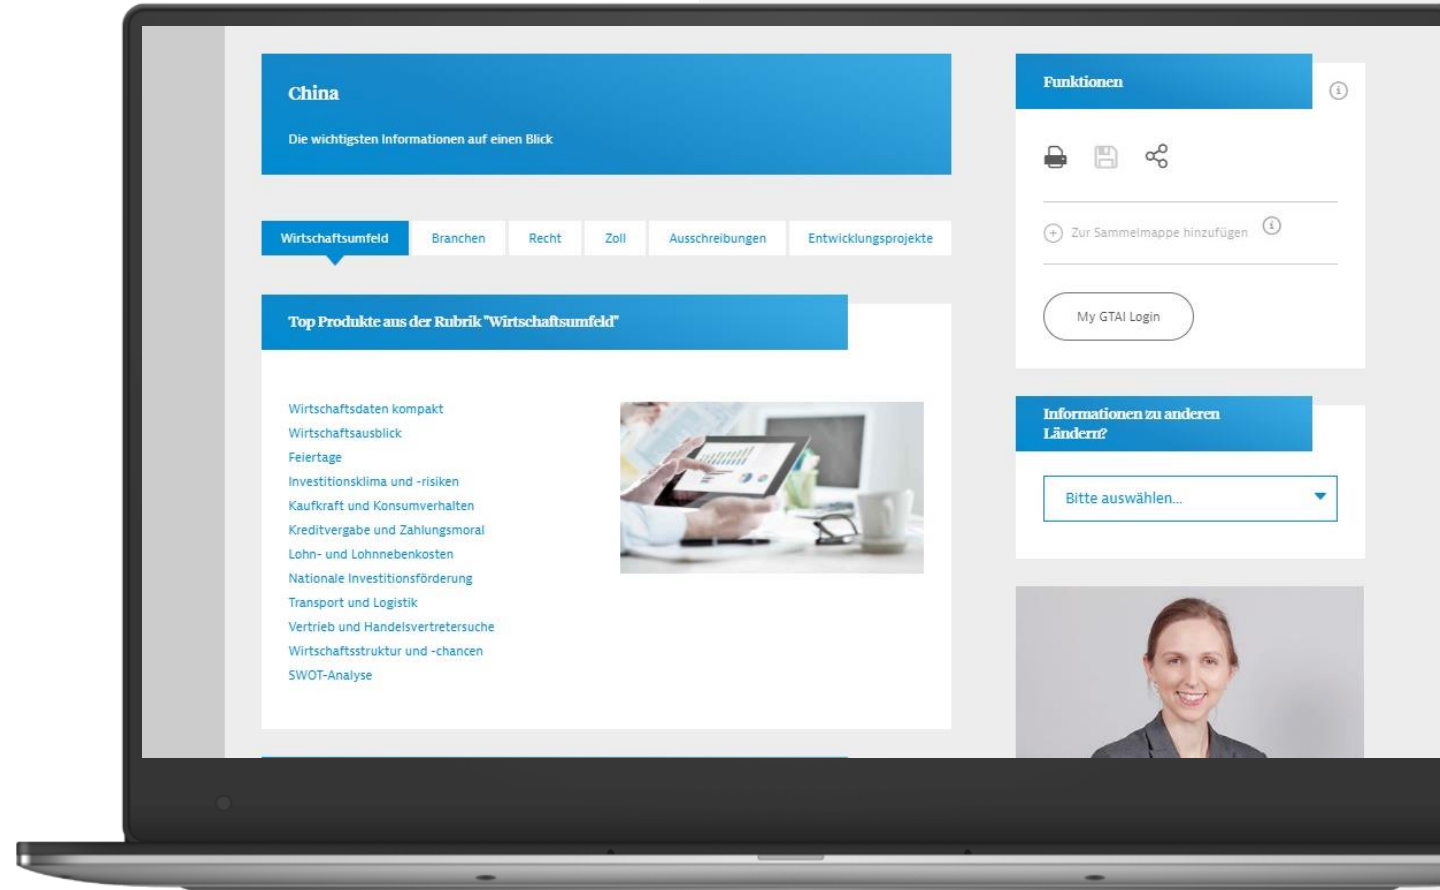 China
Die wichtigsten Informationen auf einen Blick
Wirtschaftsumfeld Branchen Recht Zoll Ausschreibungen Entwicklungsprojekte
Top Produkte aus der Rubrik "Wirtschaftsumfeld"
Wirtschaftsdaten kompakt
Wirtschaftsausblick
Feiertage
Investitionsklima und -risiken
Kaufkraft und Konsumverhalten
Kreditvergabe und Zahlungsmoral
Lohn- und Lohnnebenkosten
Nationale Investitionsförderung
Transport und Logistik
Vertrieb und Handelsvertretersuche
Wirtschaftsstruktur und -chancen
SWOT-Analyse
Funktionen
Zur Sammelmappe hinzufügen
My GTAI Login
Informationen zu anderen
Ländern?
Bitte auswählen...